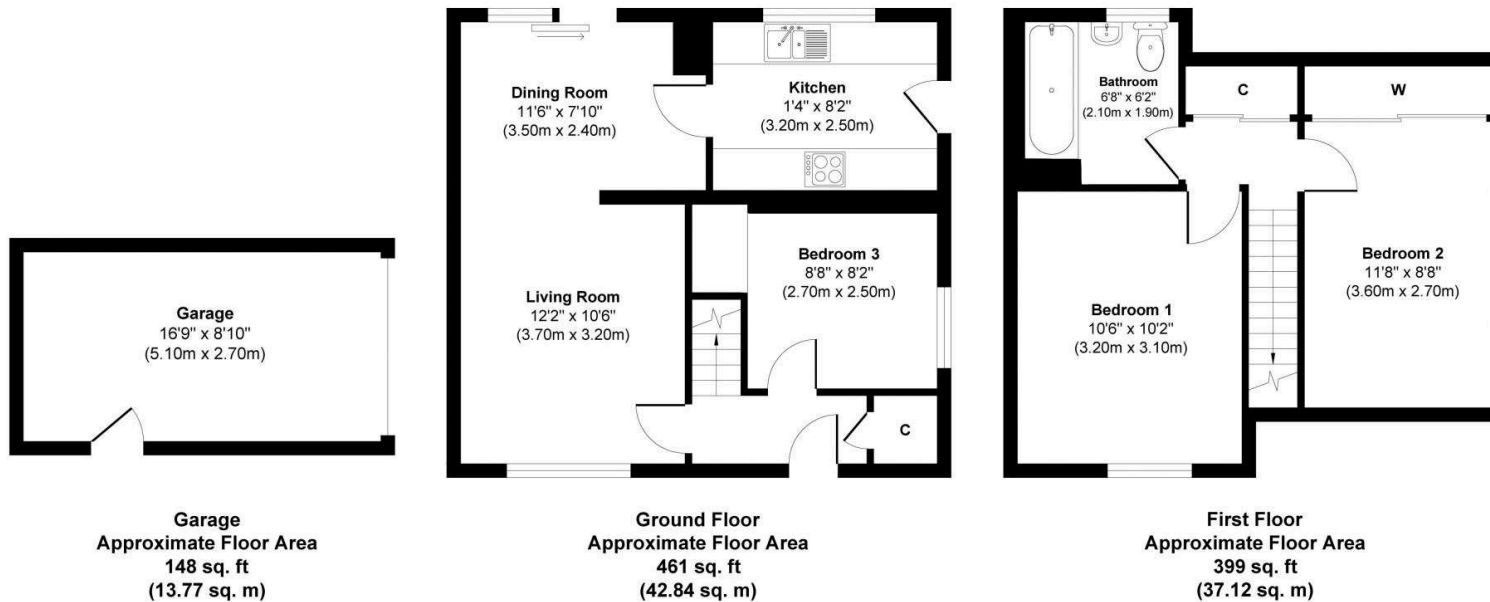 Garage
16'9" x 8'10"
(5.10m x 2.70m)
Garage
Approximate Floor Area
148 sq. ft
(13.77 sq. m)
Dining Room
11'6" x 7'10"
(3.50m x 2.40m)
Kitchen
1'4" x 8'2"
(3.20m x 2.50m)
Living Room
12'2" x 10'6"
(3.70m x 3.20m)
Bedroom 3
8'8" x 8'2"
(2.70m x 2.50m)
C
Ground Floor
Approximate Floor Area
461 sq. ft
(42.84 sq. m)
Bathroom
6'8" x 6'2"
(2.10m x 1.90m)
C
W
Bedroom 1
10'6" x 10'2"
(3.20m x 3.10m)
Bedroom 2
11'8" x 8'8"
(3.60m x 2.70m)
First Floor
Approximate Floor Area
399 sq. ft
(37.12 sq. m)